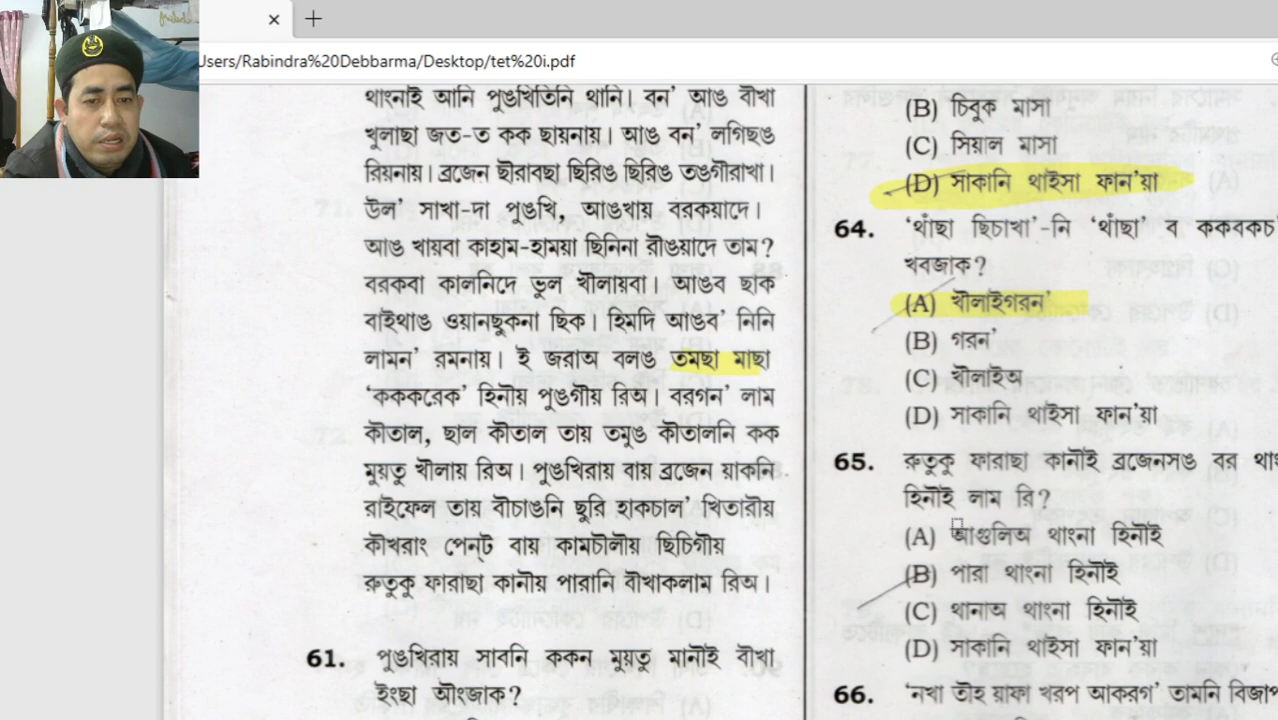 Users/Rabindra%20Debbarma/Desktop/tet%20i.pdf
থাংনাই আনি পুঙখিতিনি থানি। বন' আঙ বীখা
খুলাছা জত-ত কক ছায়নায়। আঙ বন' লগিছঙ
রিয়নায়। ব্রজেন ছীরাবছা ছিরিঙ ছিরিঙ তঙগীরাখা।
উল' সাখা-দা পুঙখি, আঙখায় বরকয়াদে।
আঙ খায়বা কাহাম-হাময়া ছিনিনা রীঙয়াদে তাম?
বরকবা কালনিদে ভুল খীলায়বা। আঙব ছাক
বাইথাঙ ওয়ানছুকনা ছিক। হিমদি আঙব' নিনি
লামন' রমনায়। ই জরাঅ বলঙ তমছা মাছা
'কককরেক' হিনীয় পুঙগীয় রিঅ। বরগন' লাম
কীতাল, ছাল কীতাল তায় তমুঙ কীতালনি কক
মুয়তু খীলায় রিঅ। পুঙখিরায় বায় ব্রজেন য়াকনি
রাইফেল তায় বীচাঙনি ছুরি হাকচাল' খিতারীয়
কীখরাং পেন্ট বায় কামচীলীয় ছিচিগীয়
রুতুকু ফারাছা কানীয় পারানি বীখাকলাম রিঅ।
61. পুঙখিরায় সাবনি ককন মুয়তু মানীই বীখা
ইংছা অীংজাক?
(B) চিবুক মাসা
(C) সিয়াল মাসা
(D) সাকানি থাইসা ফান'য়া
64. 'থাঁছা ছিচাখা'-নি 'থাঁছা' ব ককবকচ
খবজাক?
(A) খীলাইগরন'
(B) গরন'
(C) খীলাইঅ
(D) সাকানি থাইসা ফান'য়া
65. রুতুকু ফারাছা কানীই ব্রজেনসঙ বর থাং
হিনীই লাম রি?
(A) আগুলিঅ থাংনা হিনীই
(B) পারা থাংনা হিনীই
(C) থানাঅ থাংনা হিনীই
(D) সাকানি থাইসা ফান'য়া
66. 'নখা তীহ য়াফা খরপ আকরগ' তামনি বিজাপ